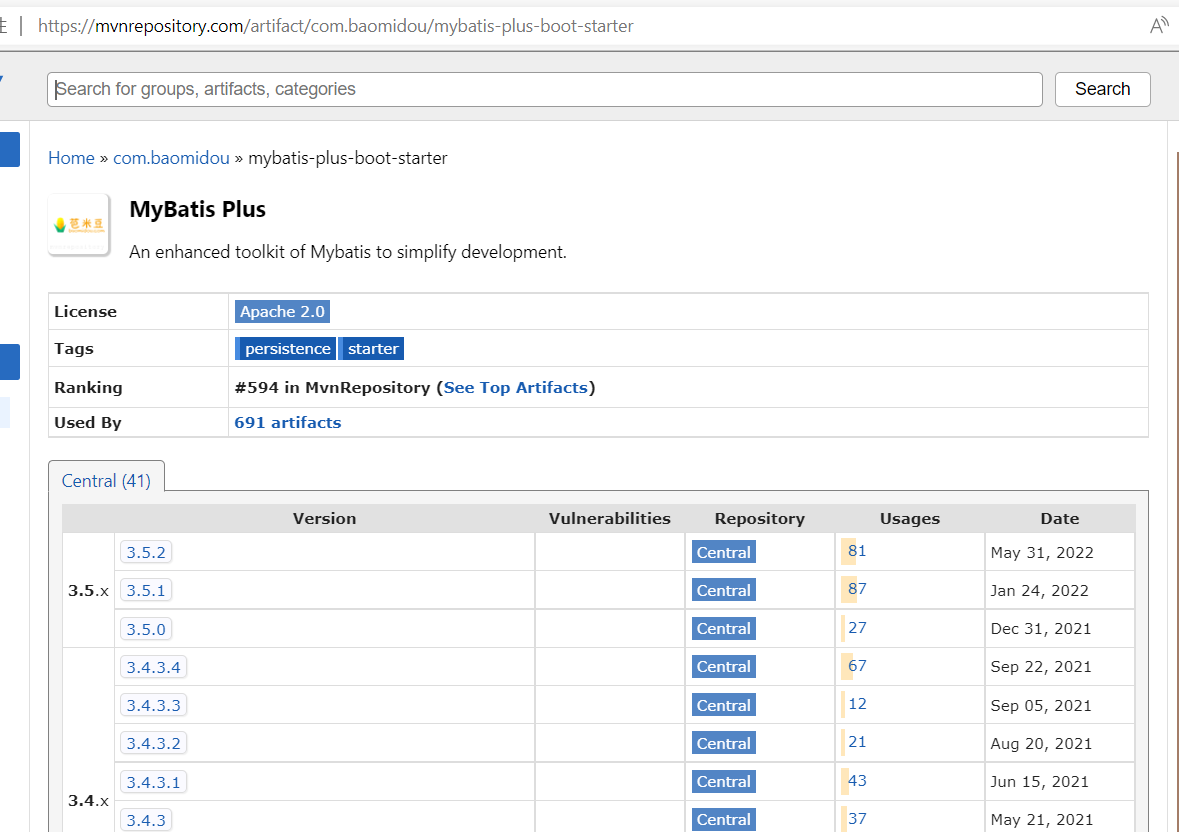 https://mvnrepository.com/artifact/com.baomidou/mybatis-plus-boot-starter
Search for groups, artifacts, categories
Search
Home » com.baomidou » mybatis-plus-boot-starter
MyBatis Plus
An enhanced toolkit of Mybatis to simplify development.
License Apache 2.0
Tags persistence starter
Ranking #594 in MvnRepository (See Top Artifacts)
Used By 691 artifacts
Central (41)
Version Vulnerabilities Repository Usages Date
3.5.x
3.5.2 Central 81 May 31, 2022
3.5.1 Central 87 Jan 24, 2022
3.5.0 Central 27 Dec 31, 2021
3.4.x
3.4.3.4 Central 67 Sep 22, 2021
3.4.3.3 Central 12 Sep 05, 2021
3.4.3.2 Central 21 Aug 20, 2021
3.4.3.1 Central 43 Jun 15, 2021
3.4.3 Central 37 May 21, 2021